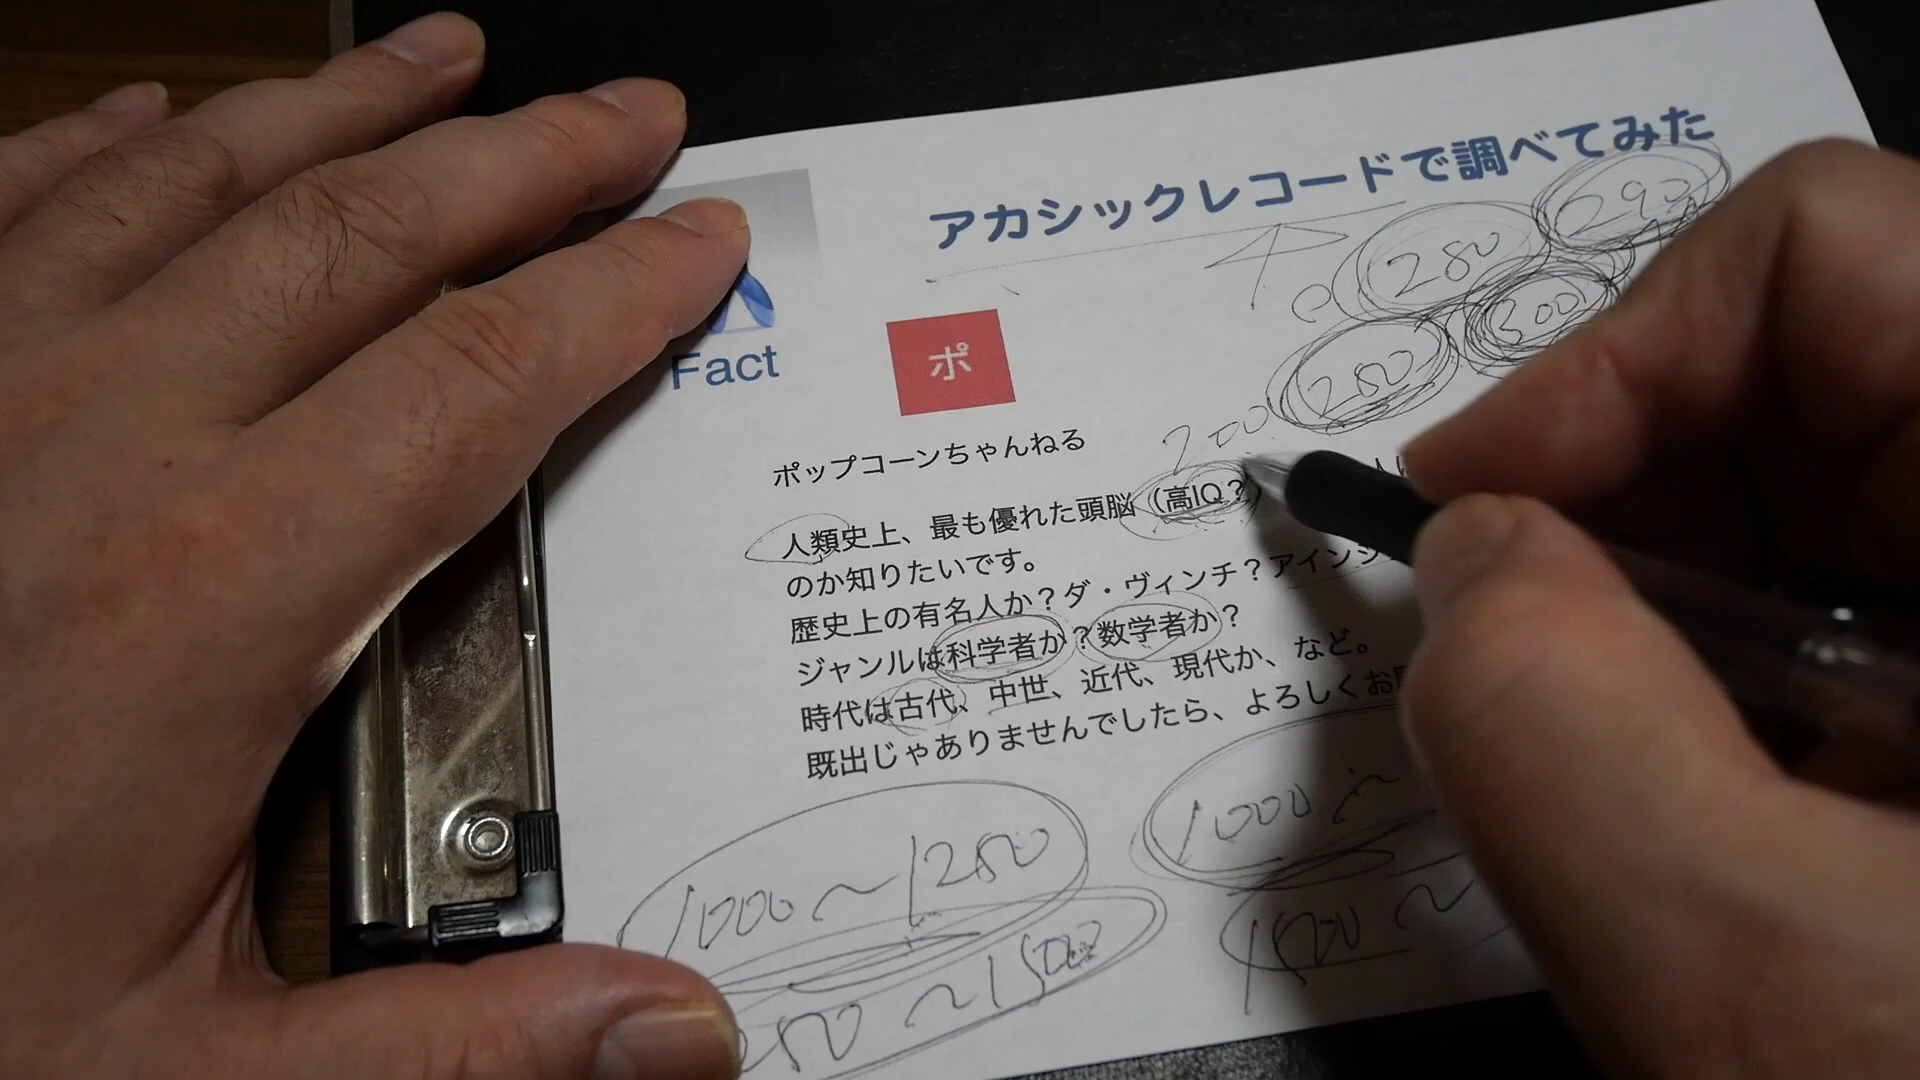 アカシックレコードで調べてみた
290
280
300
Fact
ポ
250
ポップコーンちゃんねる
200
人類史上、最も優れた頭脳（高IQ？）
のか知りたいです。
歴史上の有名人か？ダ・ヴィンチ？アインシ
ジャンルは科学者か？数学者か？
時代は古代、中世、近代、現代か、など。
既出じゃありませんでしたら、よろしくお
1000～1250
1000
250～1500
1500～